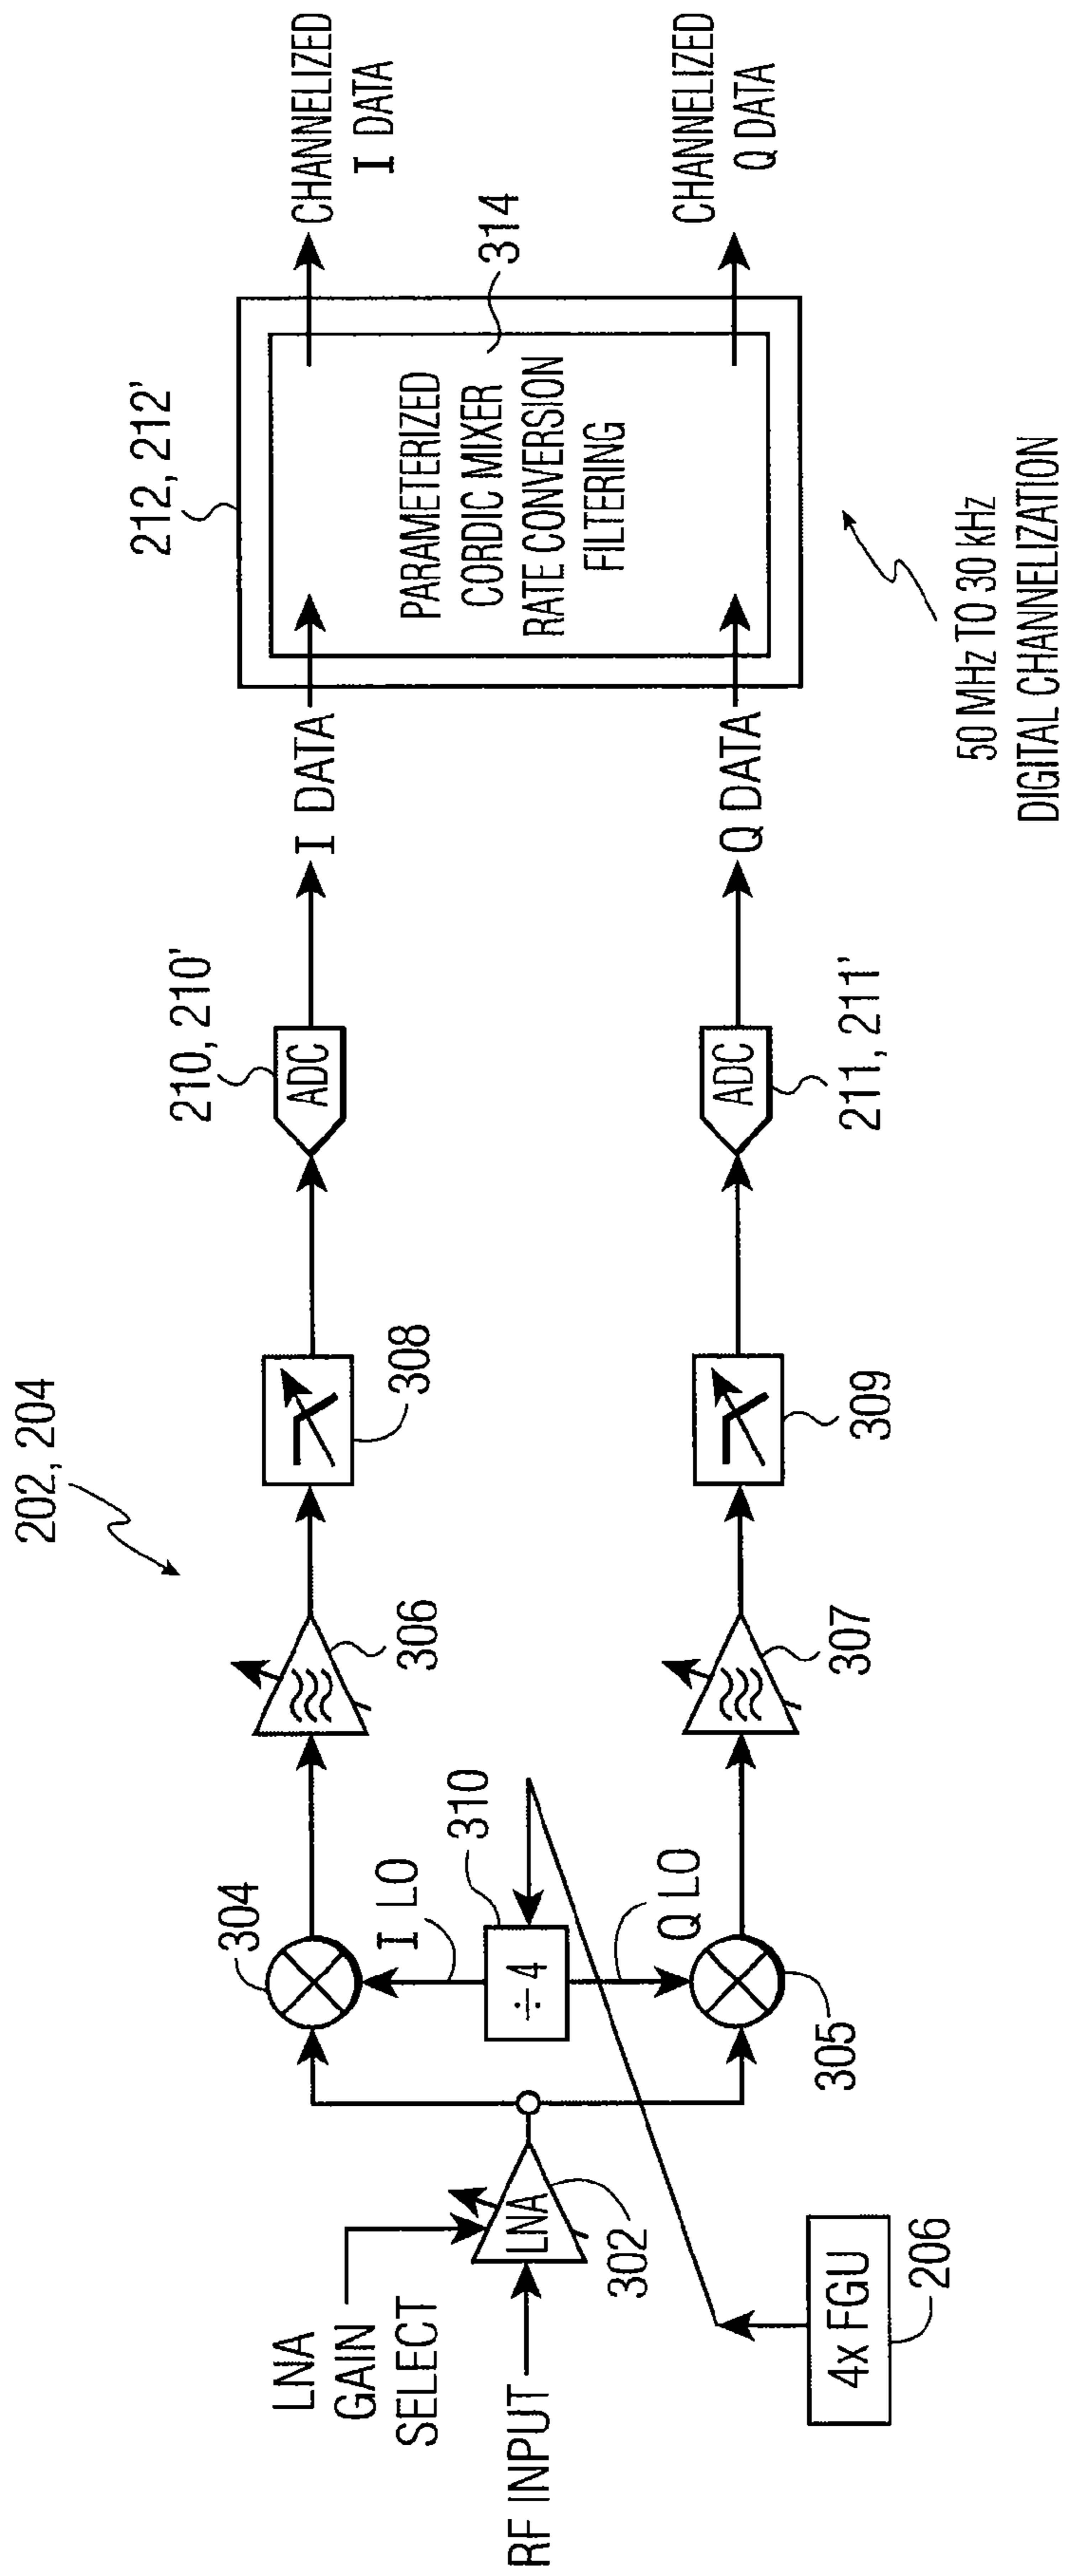 202, 204
LNA
GAIN
SELECT
RF INPUT
LNA
302
4x FGU
206
304
I LO
310
÷ 4
Q LO
305
306
307
308
309
210, 210'
ADC
ADC
211, 211'
I DATA
Q DATA
212, 212'
PARAMETERIZED
CORDIC MIXER
RATE CONVERSION
FILTERING
314
CHANNELIZED
I DATA
CHANNELIZED
Q DATA
50 MHz TO 30 kHz
DIGITAL CHANNELIZATION